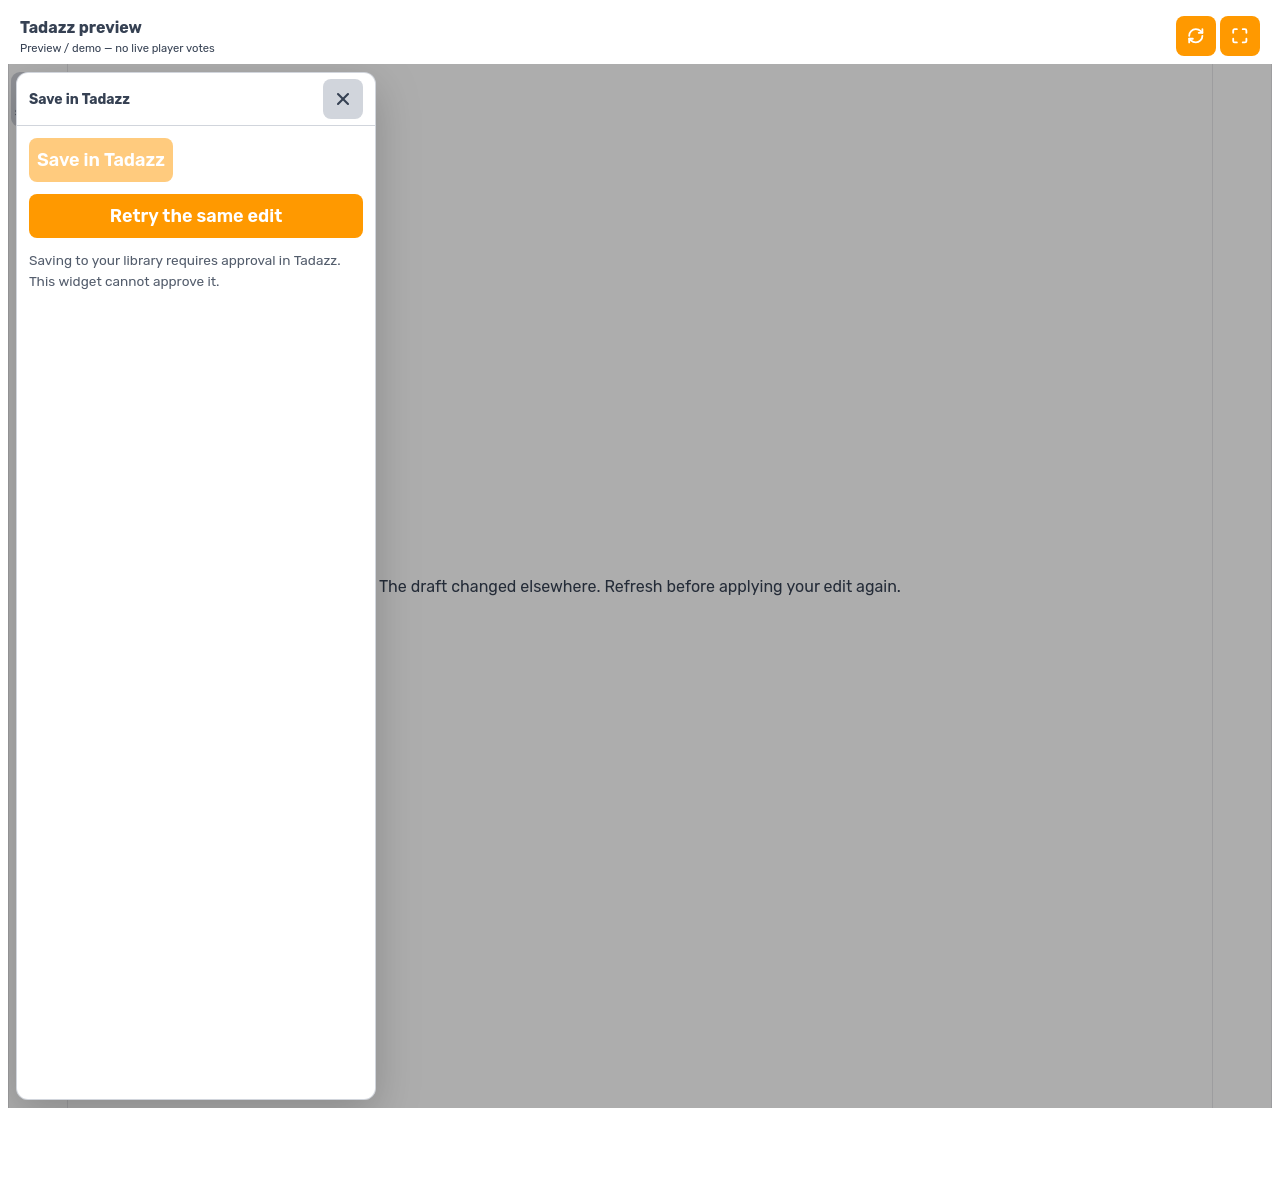 Tadazz preview
Preview / demo — no live player votes
Save in Tadazz
Save in Tadazz
Retry the same edit
Saving to your library requires approval in Tadazz.
This widget cannot approve it.
The draft changed elsewhere. Refresh before applying your edit again.